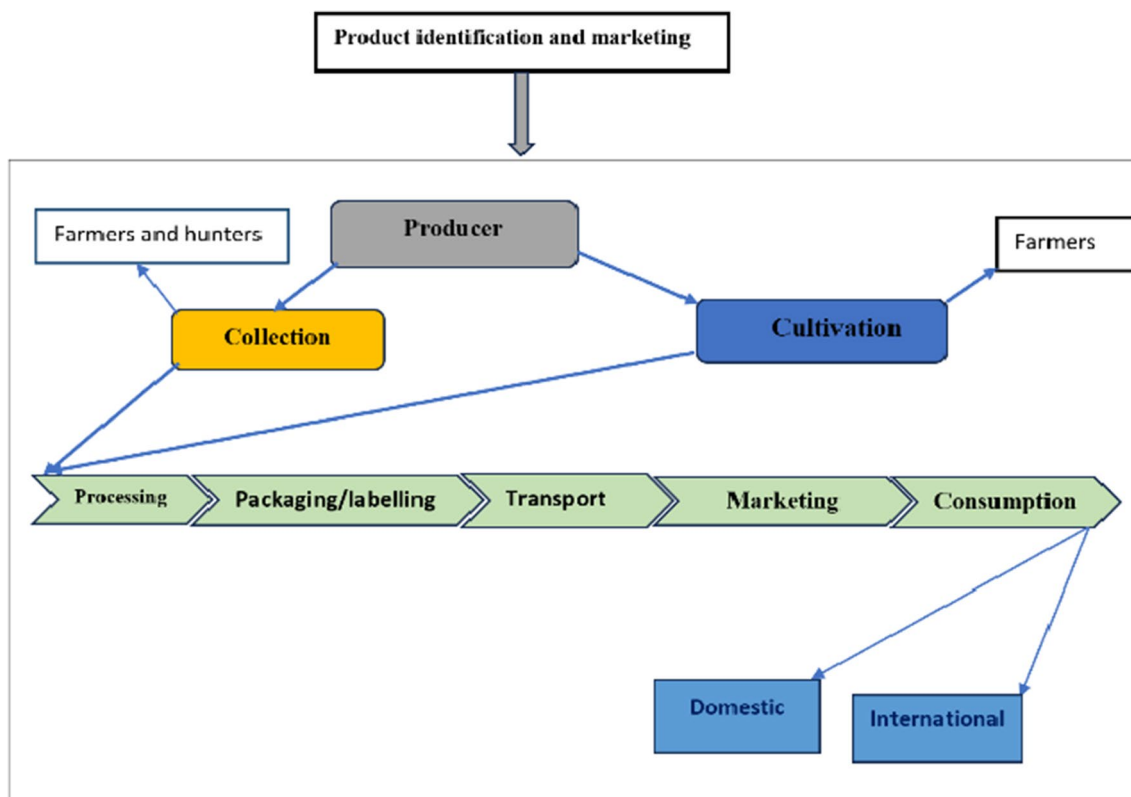 Product identification and marketing
Producer
Farmers and hunters
Farmers
Collection
Cultivation
Processing
Packaging/labelling
Transport
Marketing
Consumption
Domestic
International